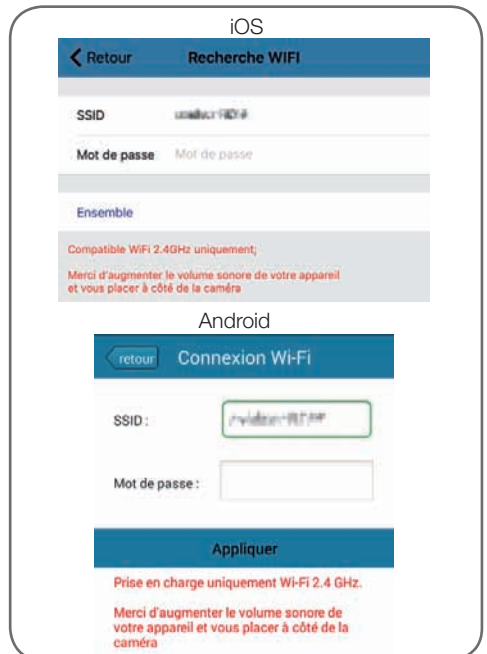 iOS
Retour Recherche WIFI
SSID
Mot de passe Mot de passe
Ensemble
Compatible WiFi 2.4GHz uniquement;
Merci d'augmenter le volume sonore de votre appareil
et vous placer à côté de la caméra
Android
retour Connexion Wi-Fi
SSID :
Mot de passe :
Appliquer
Prise en charge uniquement Wi-Fi 2.4 GHz.
Merci d'augmenter le volume sonore de
votre appareil et vous placer à côté de la
caméra